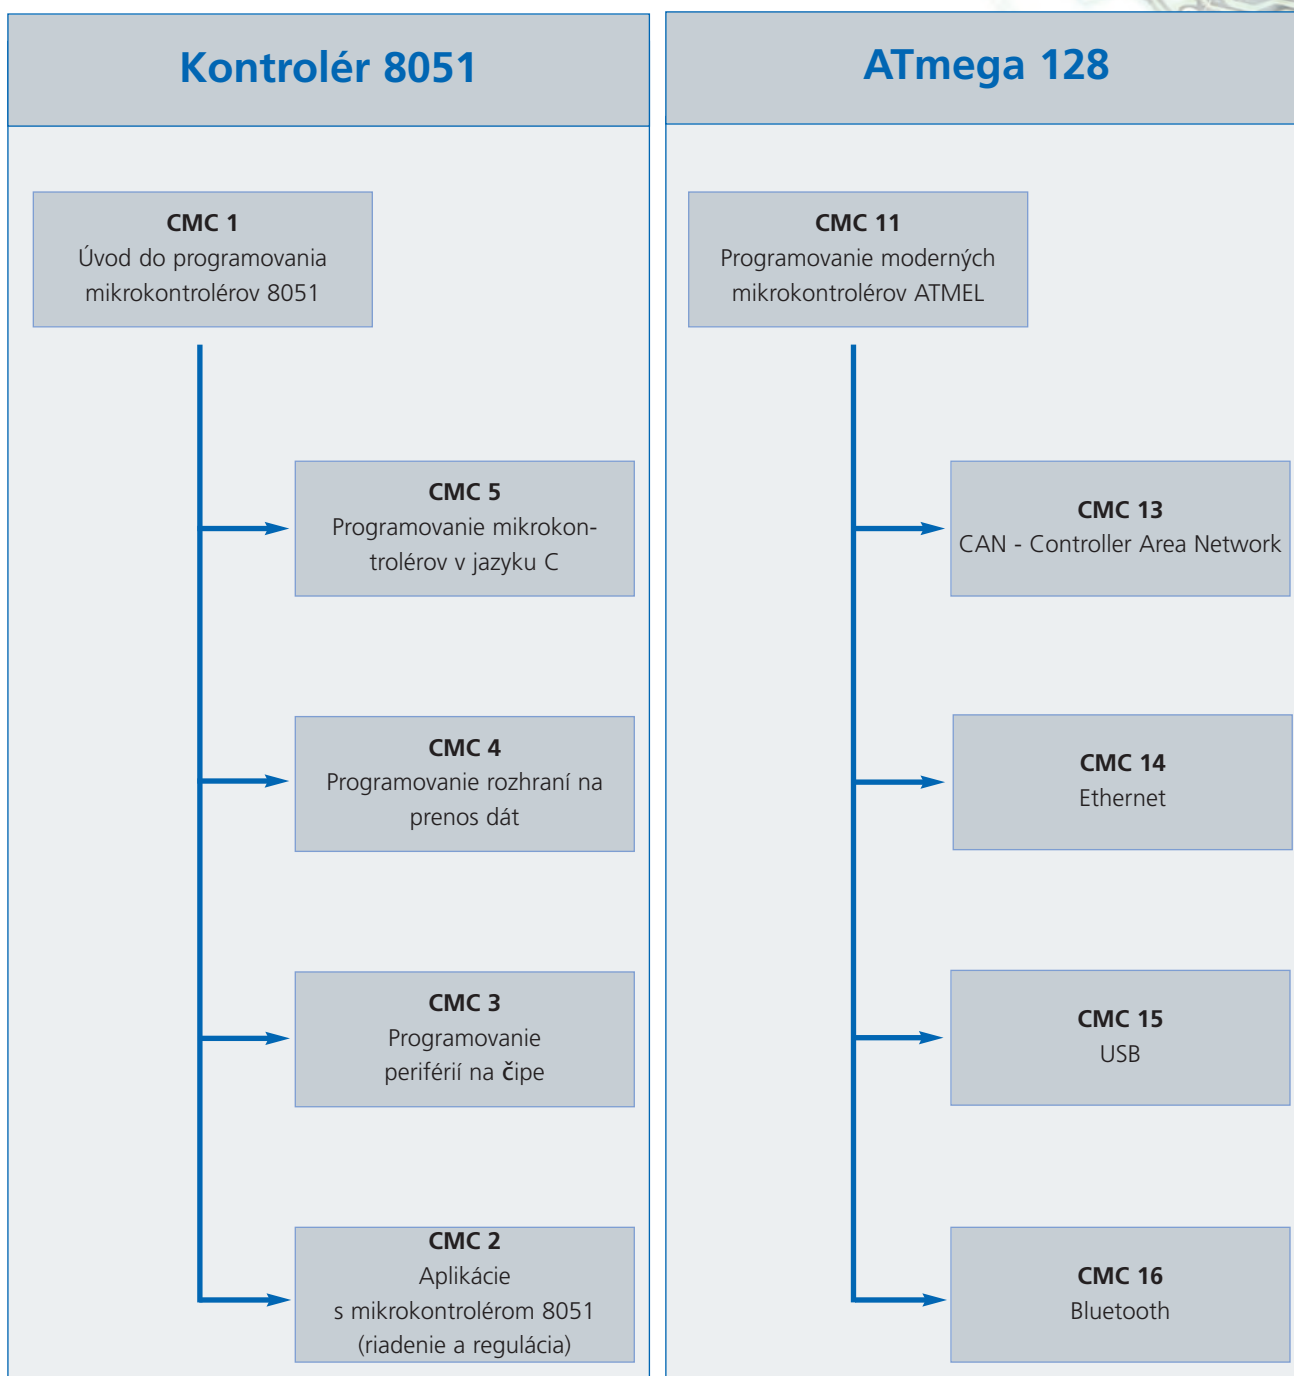 Kontrolér 8051
CMC 1
Úvod do programovania
mikrokontrolérov 8051
CMC 5
Programovanie mikrokon-
trolérov v jazyku C
CMC 4
Programovanie rozhraní na
prenos dát
CMC 3
Programovanie
periférií na čipe
CMC 2
Aplikácie
s mikrokontrolérom 8051
(riadenie a regulácia)
ATmega 128
CMC 11
Programovanie moderných
mikrokontrolérov ATMEL
CMC 13
CAN - Controller Area Network
CMC 14
Ethernet
CMC 15
USB
CMC 16
Bluetooth